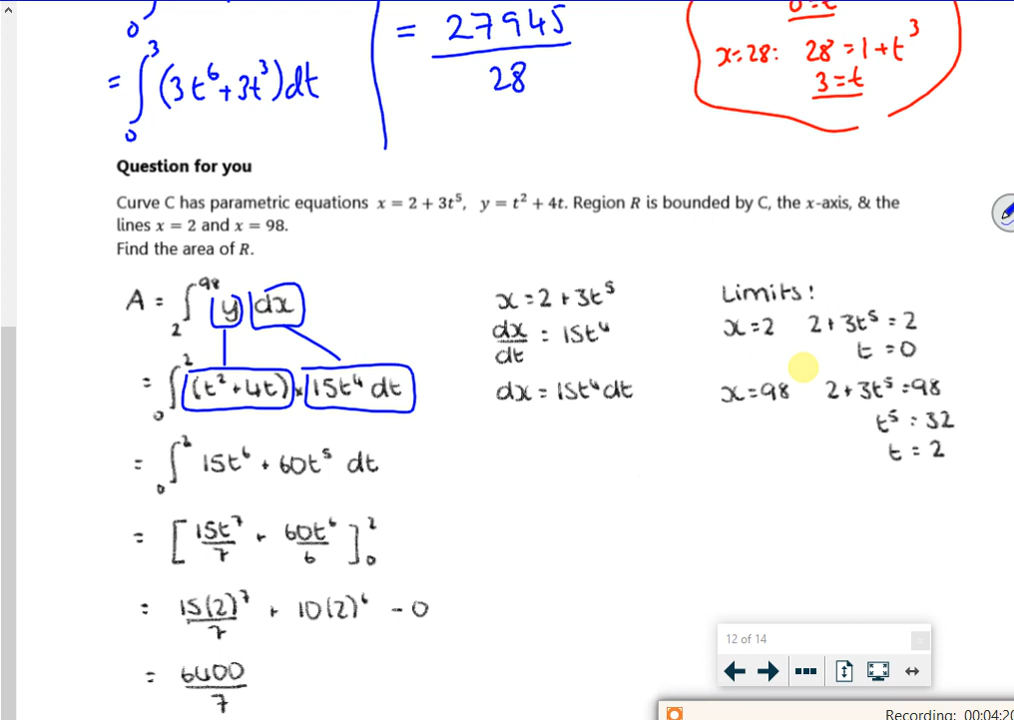 0
= ∫₀³ (3t⁶+3t³)dt
= 27945/28
0=t
x=28: 28=1+t³
3=t
Question for you
Curve C has parametric equations x = 2 + 3t⁵, y = t² + 4t. Region R is bounded by C, the x-axis, & the
lines x = 2 and x = 98.
Find the area of R.
A = ∫₂⁹⁸ y dx
= ∫₀² (t²+4t) × 15t⁴ dt
= ∫₀² 15t⁶ + 60t⁵ dt
= [15t⁷/7 + 60t⁶/6]₀²
= 15(2)⁷/7 + 10(2)⁶ - 0
= 6400/7
x = 2 + 3t⁵
dx/dt = 15t⁴
dx = 15t⁴dt
Limits!
x=2 2+3t⁵ = 2
t = 0
x=98 2+3t⁵=98
t⁵ = 32
t = 2
12 of 14
Recording: 00:04:20